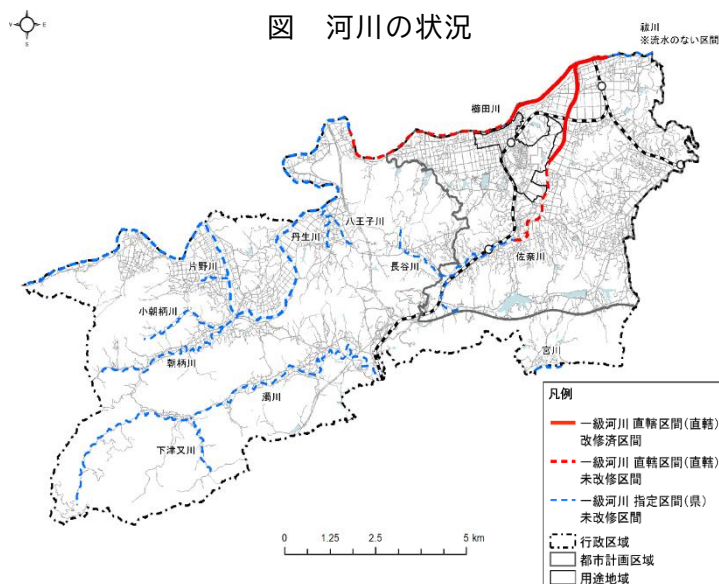 図　河川の状況
祓川
※流水のない区間
櫛田川
八王子川
丹生川
片野川
長谷川
佐奈川
小朝柄川
朝柄川
宮川
濁川
下津又川
凡例
一級河川 直轄区間(直轄)
改修済区間
一級河川 直轄区間(直轄)
未改修区間
一級河川 指定区間(県)
未改修区間
行政区域
都市計画区域
用途地域
0 1.25 2.5 5 km